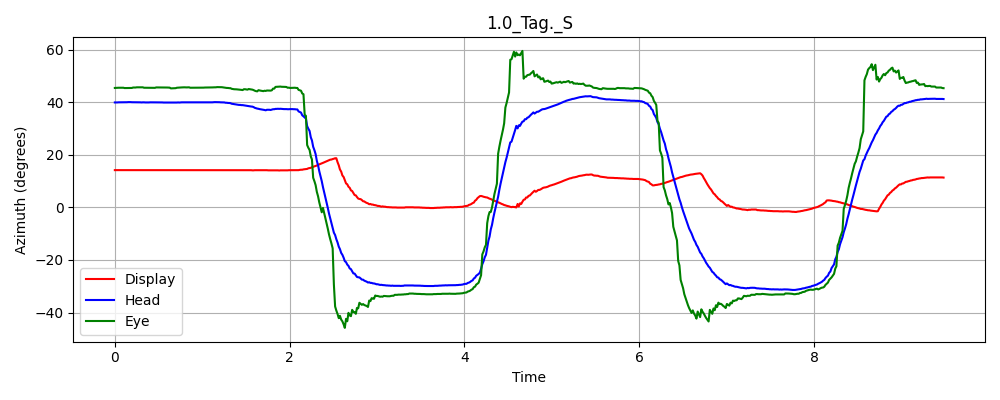 1.0_Tag._S
Azimuth (degrees)
60
40
20
0
−20
−40
Display
Head
Eye
0 2 4 6 8
Time